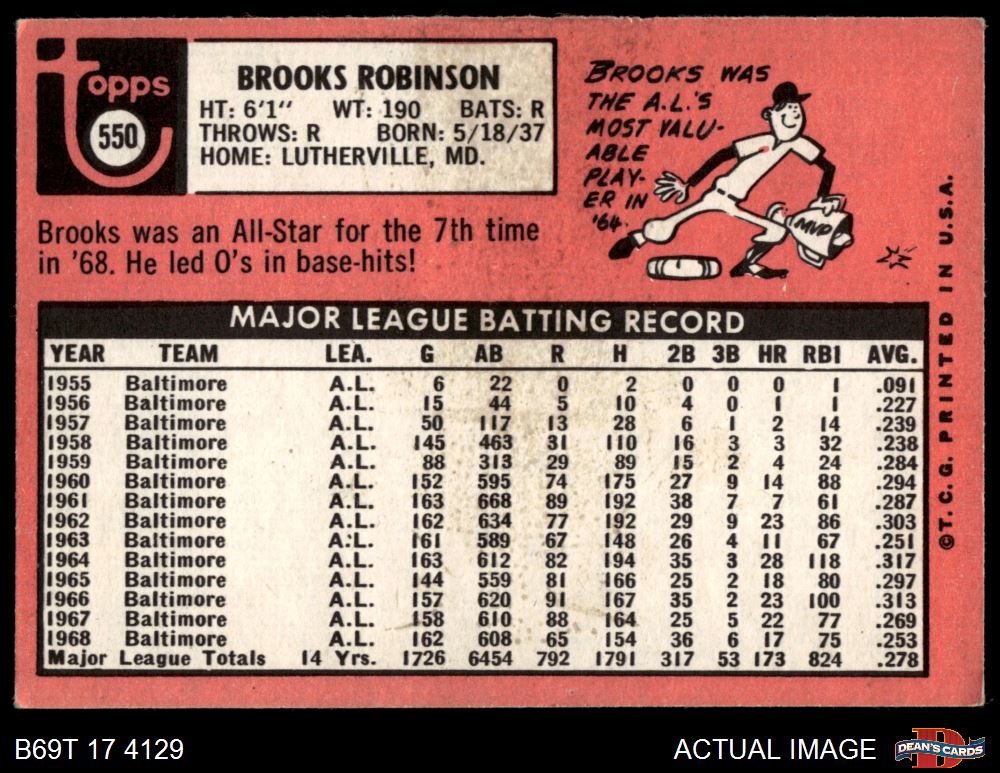 topps
550
BROOKS ROBINSON
HT: 6'1" WT: 190 BATS: R
THROWS: R BORN: 5/18/37
HOME: LUTHERVILLE, MD.
BROOKS WAS
THE A.L.'S
MOST VALU-
ABLE
PLAY-
ER IN
'64.
MVP
Brooks was an All-Star for the 7th time
in '68. He led O's in base-hits!
MAJOR LEAGUE BATTING RECORD
YEAR TEAM LEA. G AB R H 2B 3B HR RBI AVG.
1955 Baltimore A.L. 6 22 0 2 0 0 0 1 .091
1956 Baltimore A.L. 15 44 5 10 4 0 1 1 .227
1957 Baltimore A.L. 50 117 13 28 6 1 2 14 .239
1958 Baltimore A.L. 145 463 31 110 16 3 3 32 .238
1959 Baltimore A.L. 88 313 29 89 15 2 4 24 .284
1960 Baltimore A.L. 152 595 74 175 27 9 14 88 .294
1961 Baltimore A.L. 163 668 89 192 38 7 7 61 .287
1962 Baltimore A.L. 162 634 77 192 29 9 23 86 .303
1963 Baltimore A.L. 161 589 67 148 26 4 11 67 .251
1964 Baltimore A.L. 163 612 82 194 35 3 28 118 .317
1965 Baltimore A.L. 144 559 81 166 25 2 18 80 .297
1966 Baltimore A.L. 157 620 91 167 35 2 23 100 .313
1967 Baltimore A.L. 158 610 88 164 25 5 22 77 .269
1968 Baltimore A.L. 162 608 65 154 36 6 17 75 .253
Major League Totals 14 Yrs. 1726 6454 792 1791 317 53 173 824 .278
©T. C. G. PRINTED IN U.S.A.
B69T 17 4129
ACTUAL IMAGE
D
DEAN'S CARDS